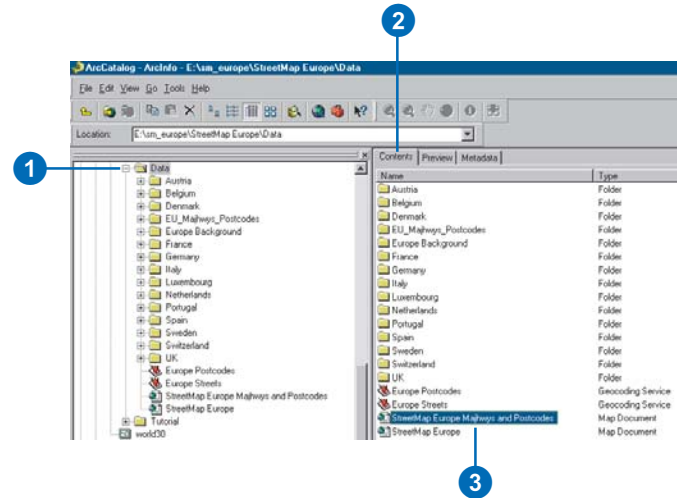 2
ArcCatalog - ArcInfo - E:\sm_europe\StreetMap Europe\Data
File Edit View Go Tools Help
Location: E:\sm_europe\StreetMap Europe\Data
1
Data
Austria
Belgium
Denmark
EU_Majhwys_Postcodes
Europe Background
France
Germany
Italy
Luxembourg
Netherlands
Portugal
Spain
Sweden
Switzerland
UK
Europe Postcodes
Europe Streets
StreetMap Europe Majhwys and Postcodes
StreetMap Europe
Tutorial
world30
Contents Preview Metadata
Name Type
Austria Folder
Belgium Folder
Denmark Folder
EU_Majhwys_Postcodes Folder
Europe Background Folder
France Folder
Germany Folder
Italy Folder
Luxembourg Folder
Netherlands Folder
Portugal Folder
Spain Folder
Sweden Folder
Switzerland Folder
UK Folder
Europe Postcodes Geocoding Service
Europe Streets Geocoding Service
StreetMap Europe Majhwys and Postcodes Map Document
StreetMap Europe Map Document
3